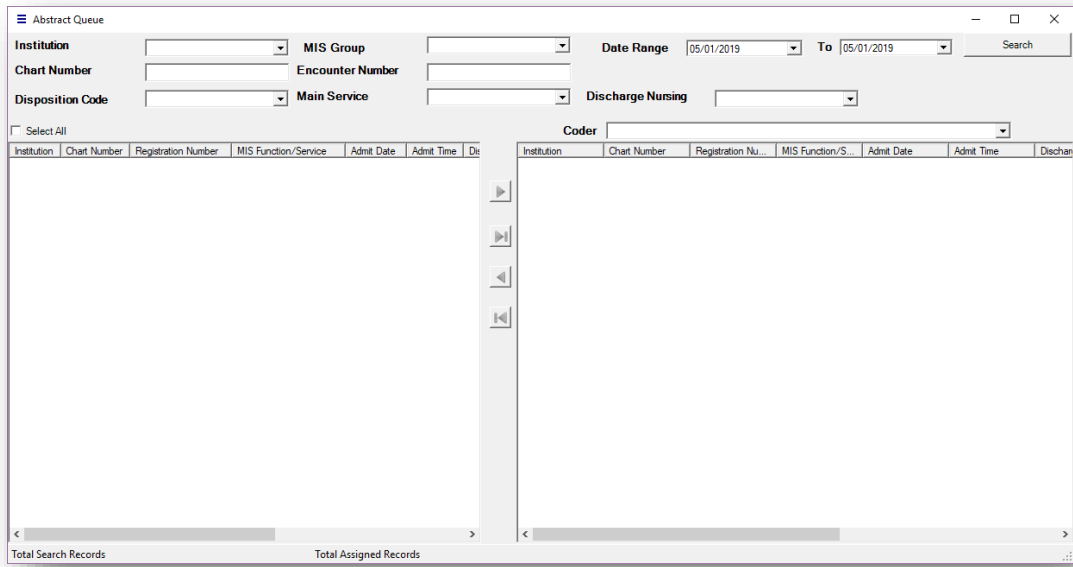 Abstract Queue
Institution MIS Group Date Range 05/01/2019 To 05/01/2019 Search
Chart Number Encounter Number
Disposition Code Main Service Discharge Nursing
Select All Coder
Institution Chart Number Registration Number MIS Function/Service Admit Date Admit Time Dis Institution Chart Number Registration Nu... MIS Function/S... Admit Date Admit Time Dischar
Total Search Records Total Assigned Records